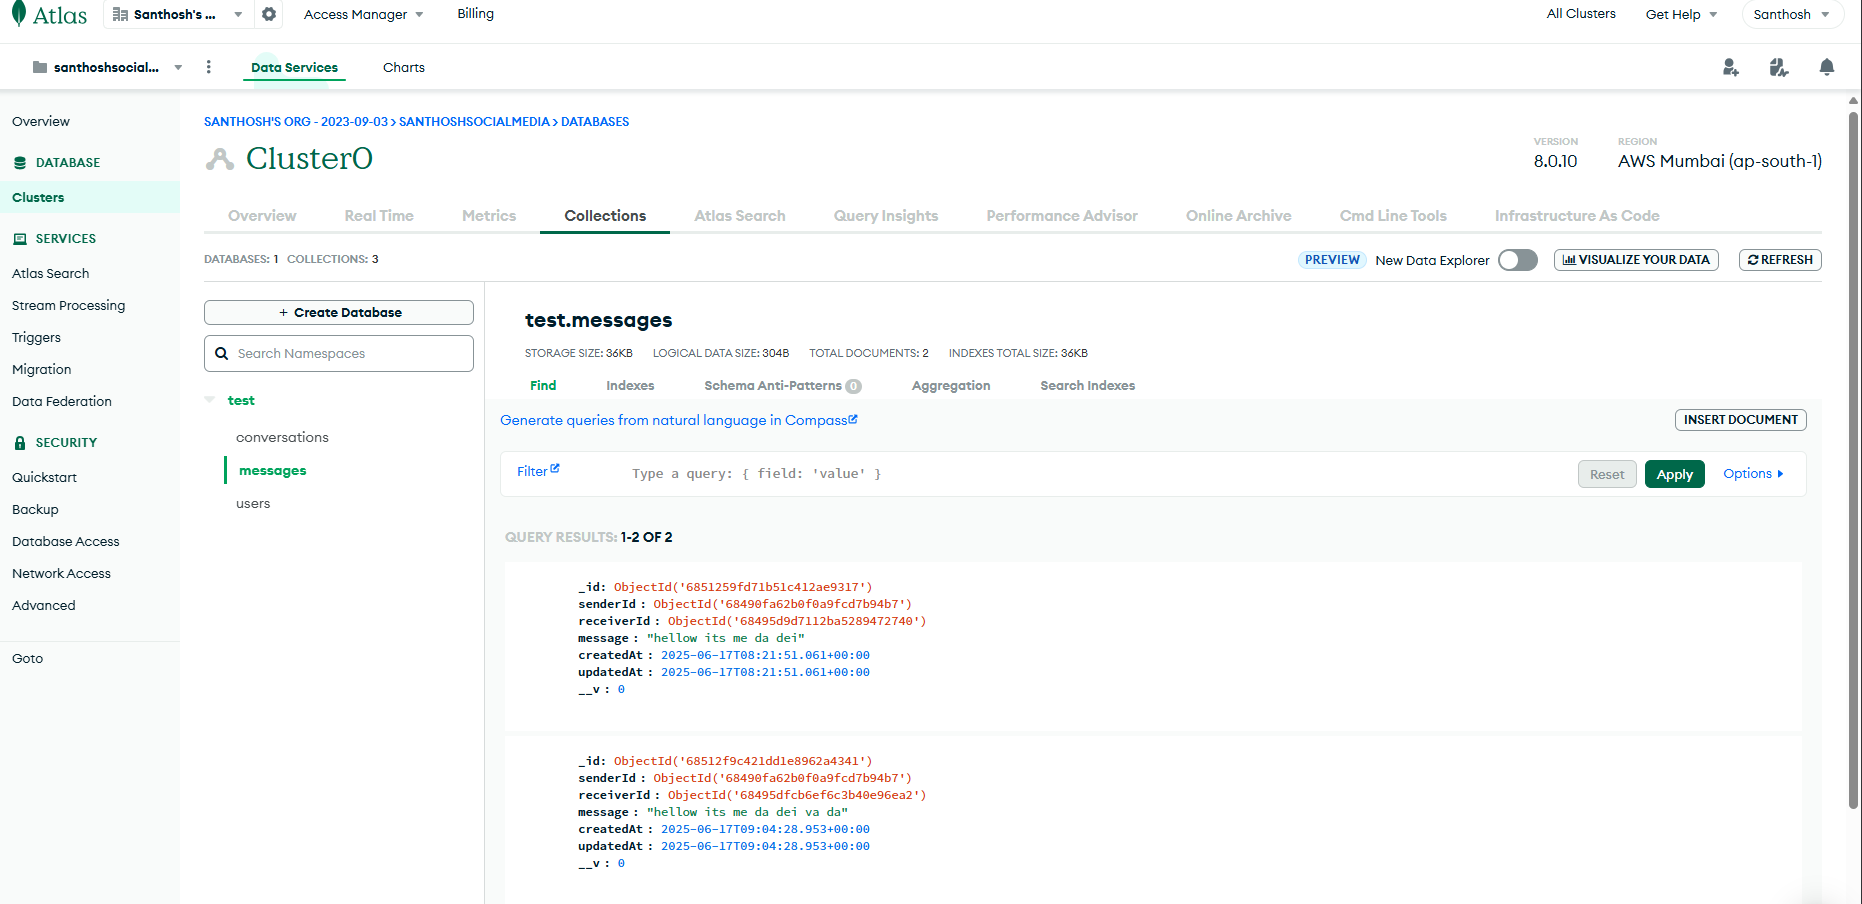 Atlas
Santhosh's ...
Access Manager
Billing
All Clusters
Get Help
Santhosh
santhoshsocial...
Data Services
Charts
Overview
DATABASE
Clusters
SERVICES
Atlas Search
Stream Processing
Triggers
Migration
Data Federation
SECURITY
Quickstart
Backup
Database Access
Network Access
Advanced
Goto
SANTHOSH'S ORG - 2023-09-03 > SANTHOSHSOCIALMEDIA > DATABASES
Cluster0
VERSION
8.0.10
REGION
AWS Mumbai (ap-south-1)
Overview
Real Time
Metrics
Collections
Atlas Search
Query Insights
Performance Advisor
Online Archive
Cmd Line Tools
Infrastructure As Code
DATABASES: 1 COLLECTIONS: 3
PREVIEW New Data Explorer
VISUALIZE YOUR DATA
REFRESH
+ Create Database
Search Namespaces
test
conversations
messages
users
test.messages
STORAGE SIZE: 36KB LOGICAL DATA SIZE: 304B TOTAL DOCUMENTS: 2 INDEXES TOTAL SIZE: 36KB
Find
Indexes
Schema Anti-Patterns 0
Aggregation
Search Indexes
Generate queries from natural language in Compass
INSERT DOCUMENT
Filter
Type a query: { field: 'value' }
Reset
Apply
Options
QUERY RESULTS: 1-2 OF 2
_id: ObjectId('6851259fd71b51c412ae9317')
senderId : ObjectId('68490fa62b0f0a9fcd7b94b7')
receiverId : ObjectId('68495d9d7112ba5289472740')
message : "hellow its me da dei"
createdAt : 2025-06-17T08:21:51.061+00:00
updatedAt : 2025-06-17T08:21:51.061+00:00
__v : 0
_id: ObjectId('68512f9c421dd1e8962a4341')
senderId : ObjectId('68490fa62b0f0a9fcd7b94b7')
receiverId : ObjectId('68495dfcb6ef6c3b40e96ea2')
message : "hellow its me da dei va da"
createdAt : 2025-06-17T09:04:28.953+00:00
updatedAt : 2025-06-17T09:04:28.953+00:00
__v : 0